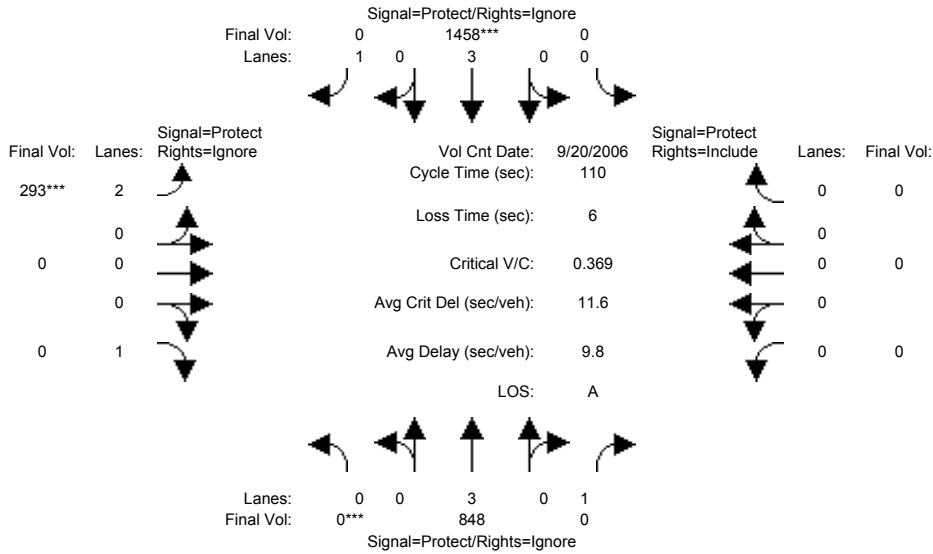 Signal=Protect/Rights=Ignore
Final Vol: 0 1458*** 0
Lanes: 1 0 3 0 0
Signal=Protect
Final Vol: Lanes: Rights=Ignore
Vol Cnt Date: 9/20/2006
Signal=Protect
Rights=Include Lanes: Final Vol:
Cycle Time (sec): 110
293*** 2
0 0
Loss Time (sec): 6
0
0
0 0
Critical V/C: 0.369
0 0
0
Avg Crit Del (sec/veh): 11.6
0
0 1
Avg Delay (sec/veh): 9.8
0 0
LOS: A
Lanes: 0 0 3 0 1
Final Vol: 0*** 848 0
Signal=Protect/Rights=Ignore